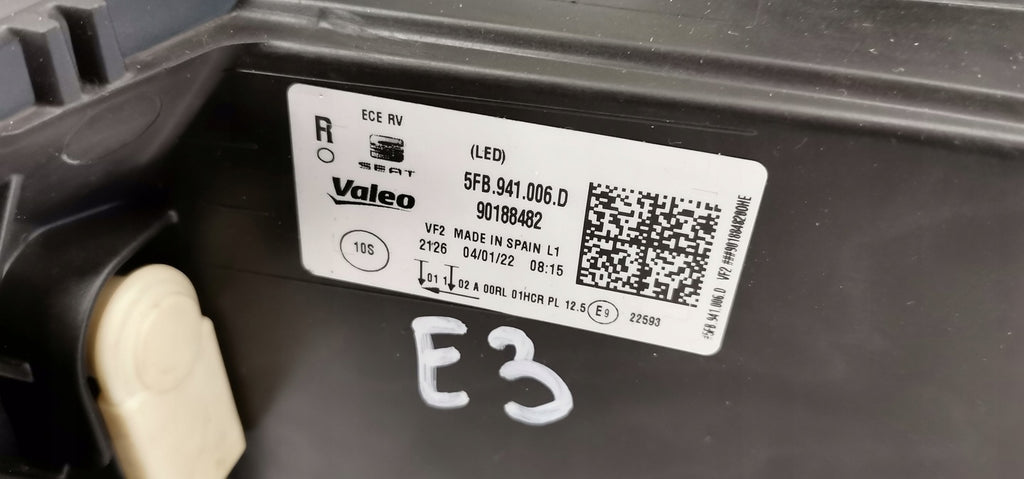 R
ECE RV
SEAT
Valeo
(LED)
5FB.941.006.D
90188482
VF2 MADE IN SPAIN L1
2126 04/01/22 08:15
10S
01 1 02 A 00RL 01HCR PL 12.5 E9 22593
E3